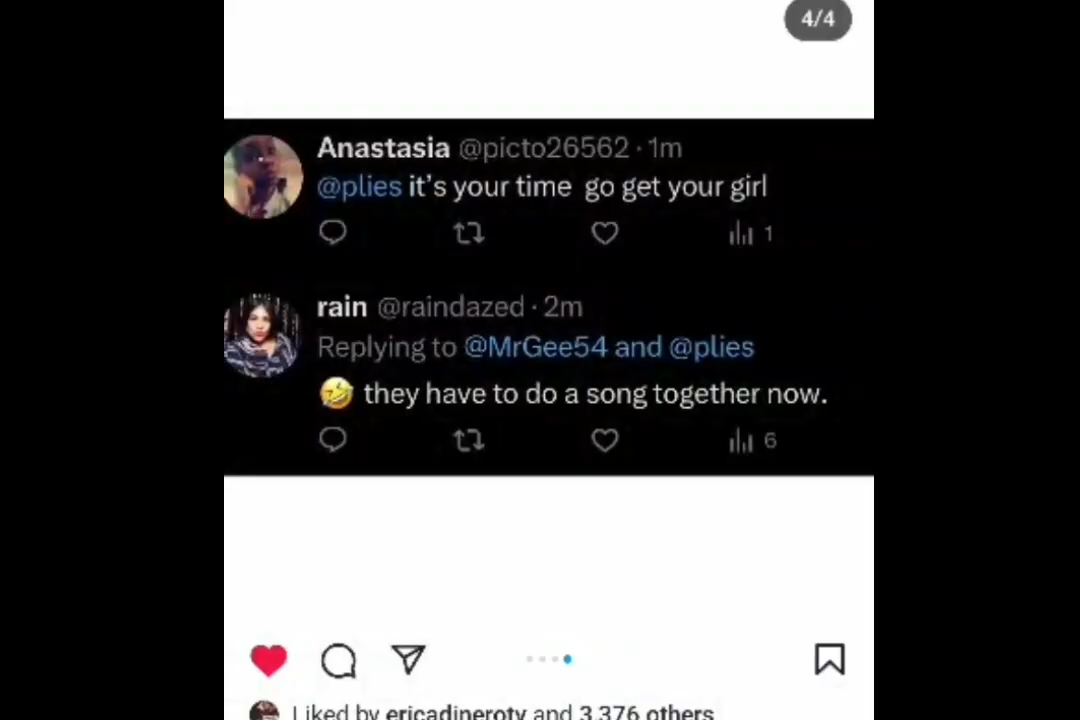 4/4
Anastasia @picto26562 · 1m
@plies it's your time go get your girl
1
rain @raindazed · 2m
Replying to @MrGee54 and @plies
🤣 they have to do a song together now.
6
Liked by ericadineroty and 3,376 others